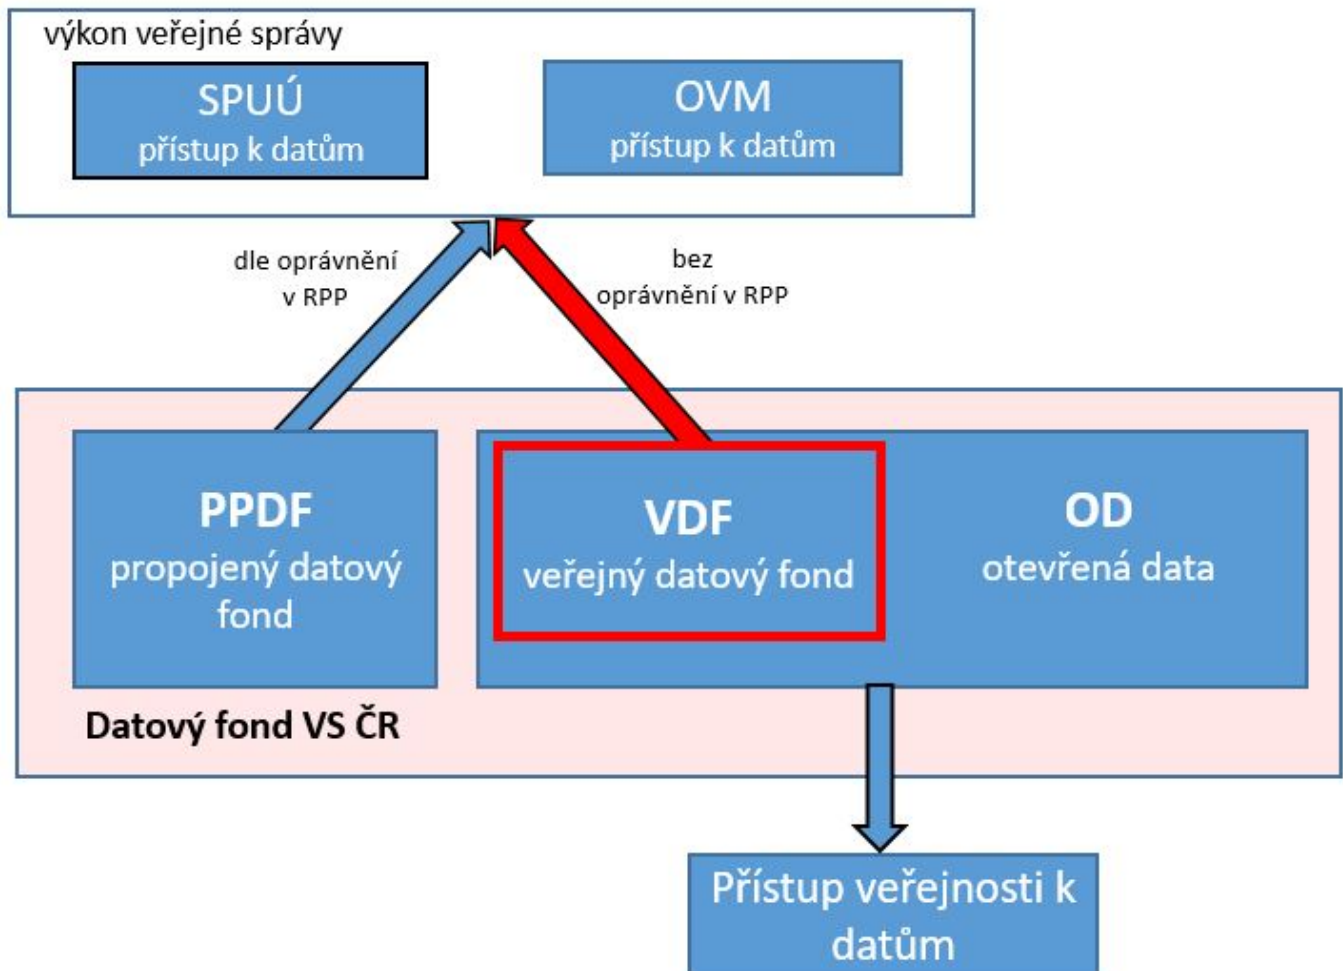 výkon veřejné správy
SPUÚ
přístup k datům
OVM
přístup k datům
dle oprávnění
v RPP
bez
oprávnění v RPP
PPDF
propojený datový
fond
VDF
veřejný datový fond
OD
otevřená data
Datový fond VS ČR
Přístup veřejnosti k
datům